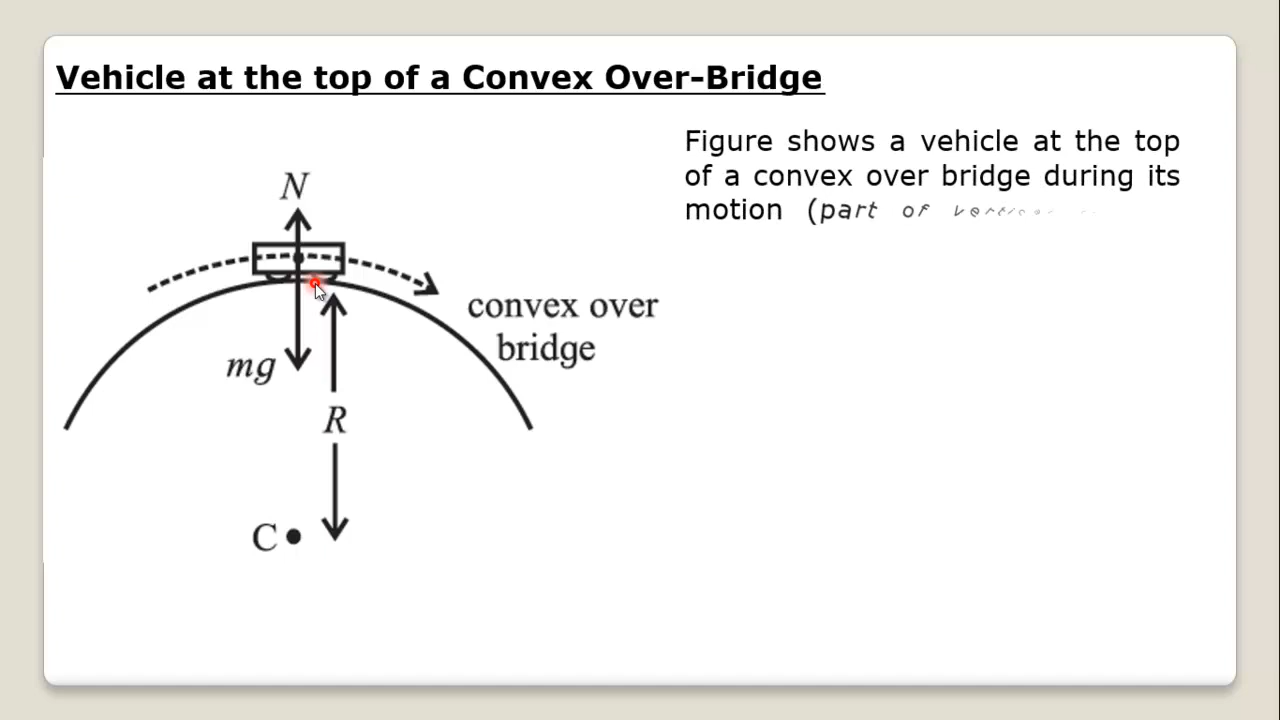 Vehicle at the top of a Convex Over-Bridge
Figure shows a vehicle at the top
of a convex over bridge during its
motion (part of
N
convex over
bridge
mg
R
C